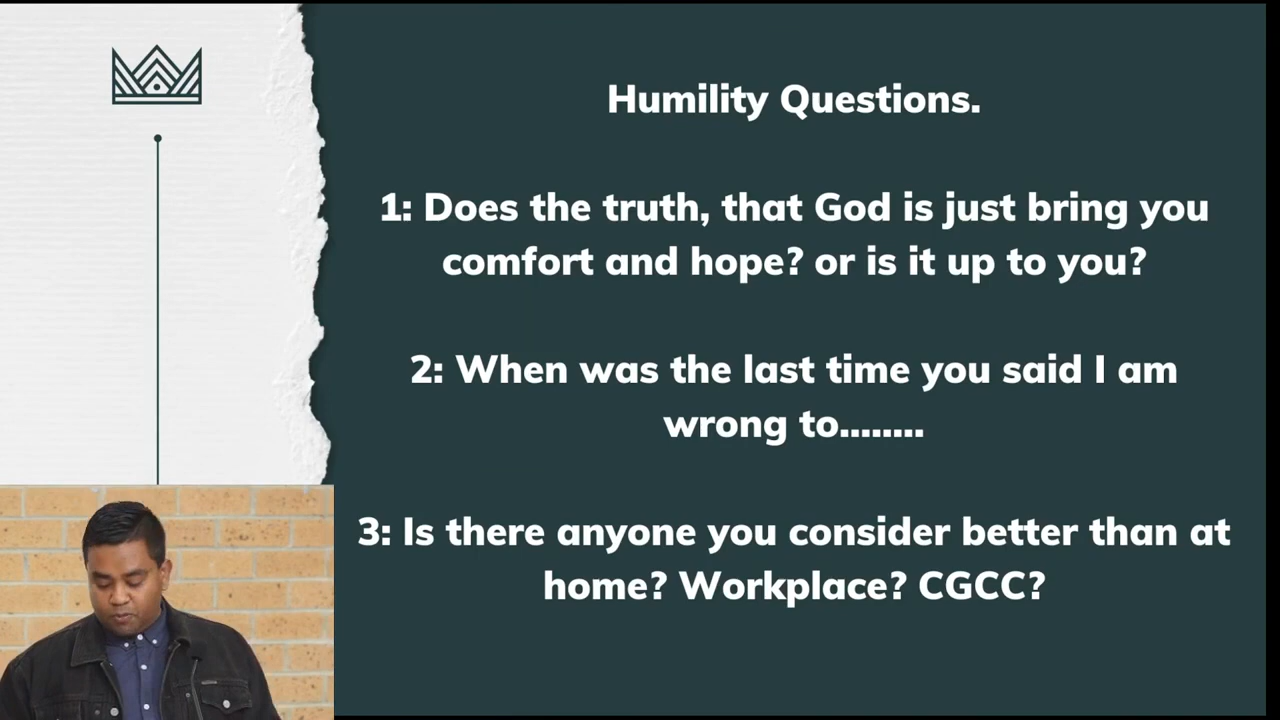 Humility Questions.
1: Does the truth, that God is just bring you
comfort and hope? or is it up to you?
2: When was the last time you said I am
wrong to........
3: Is there anyone you consider better than at
home? Workplace? CGCC?